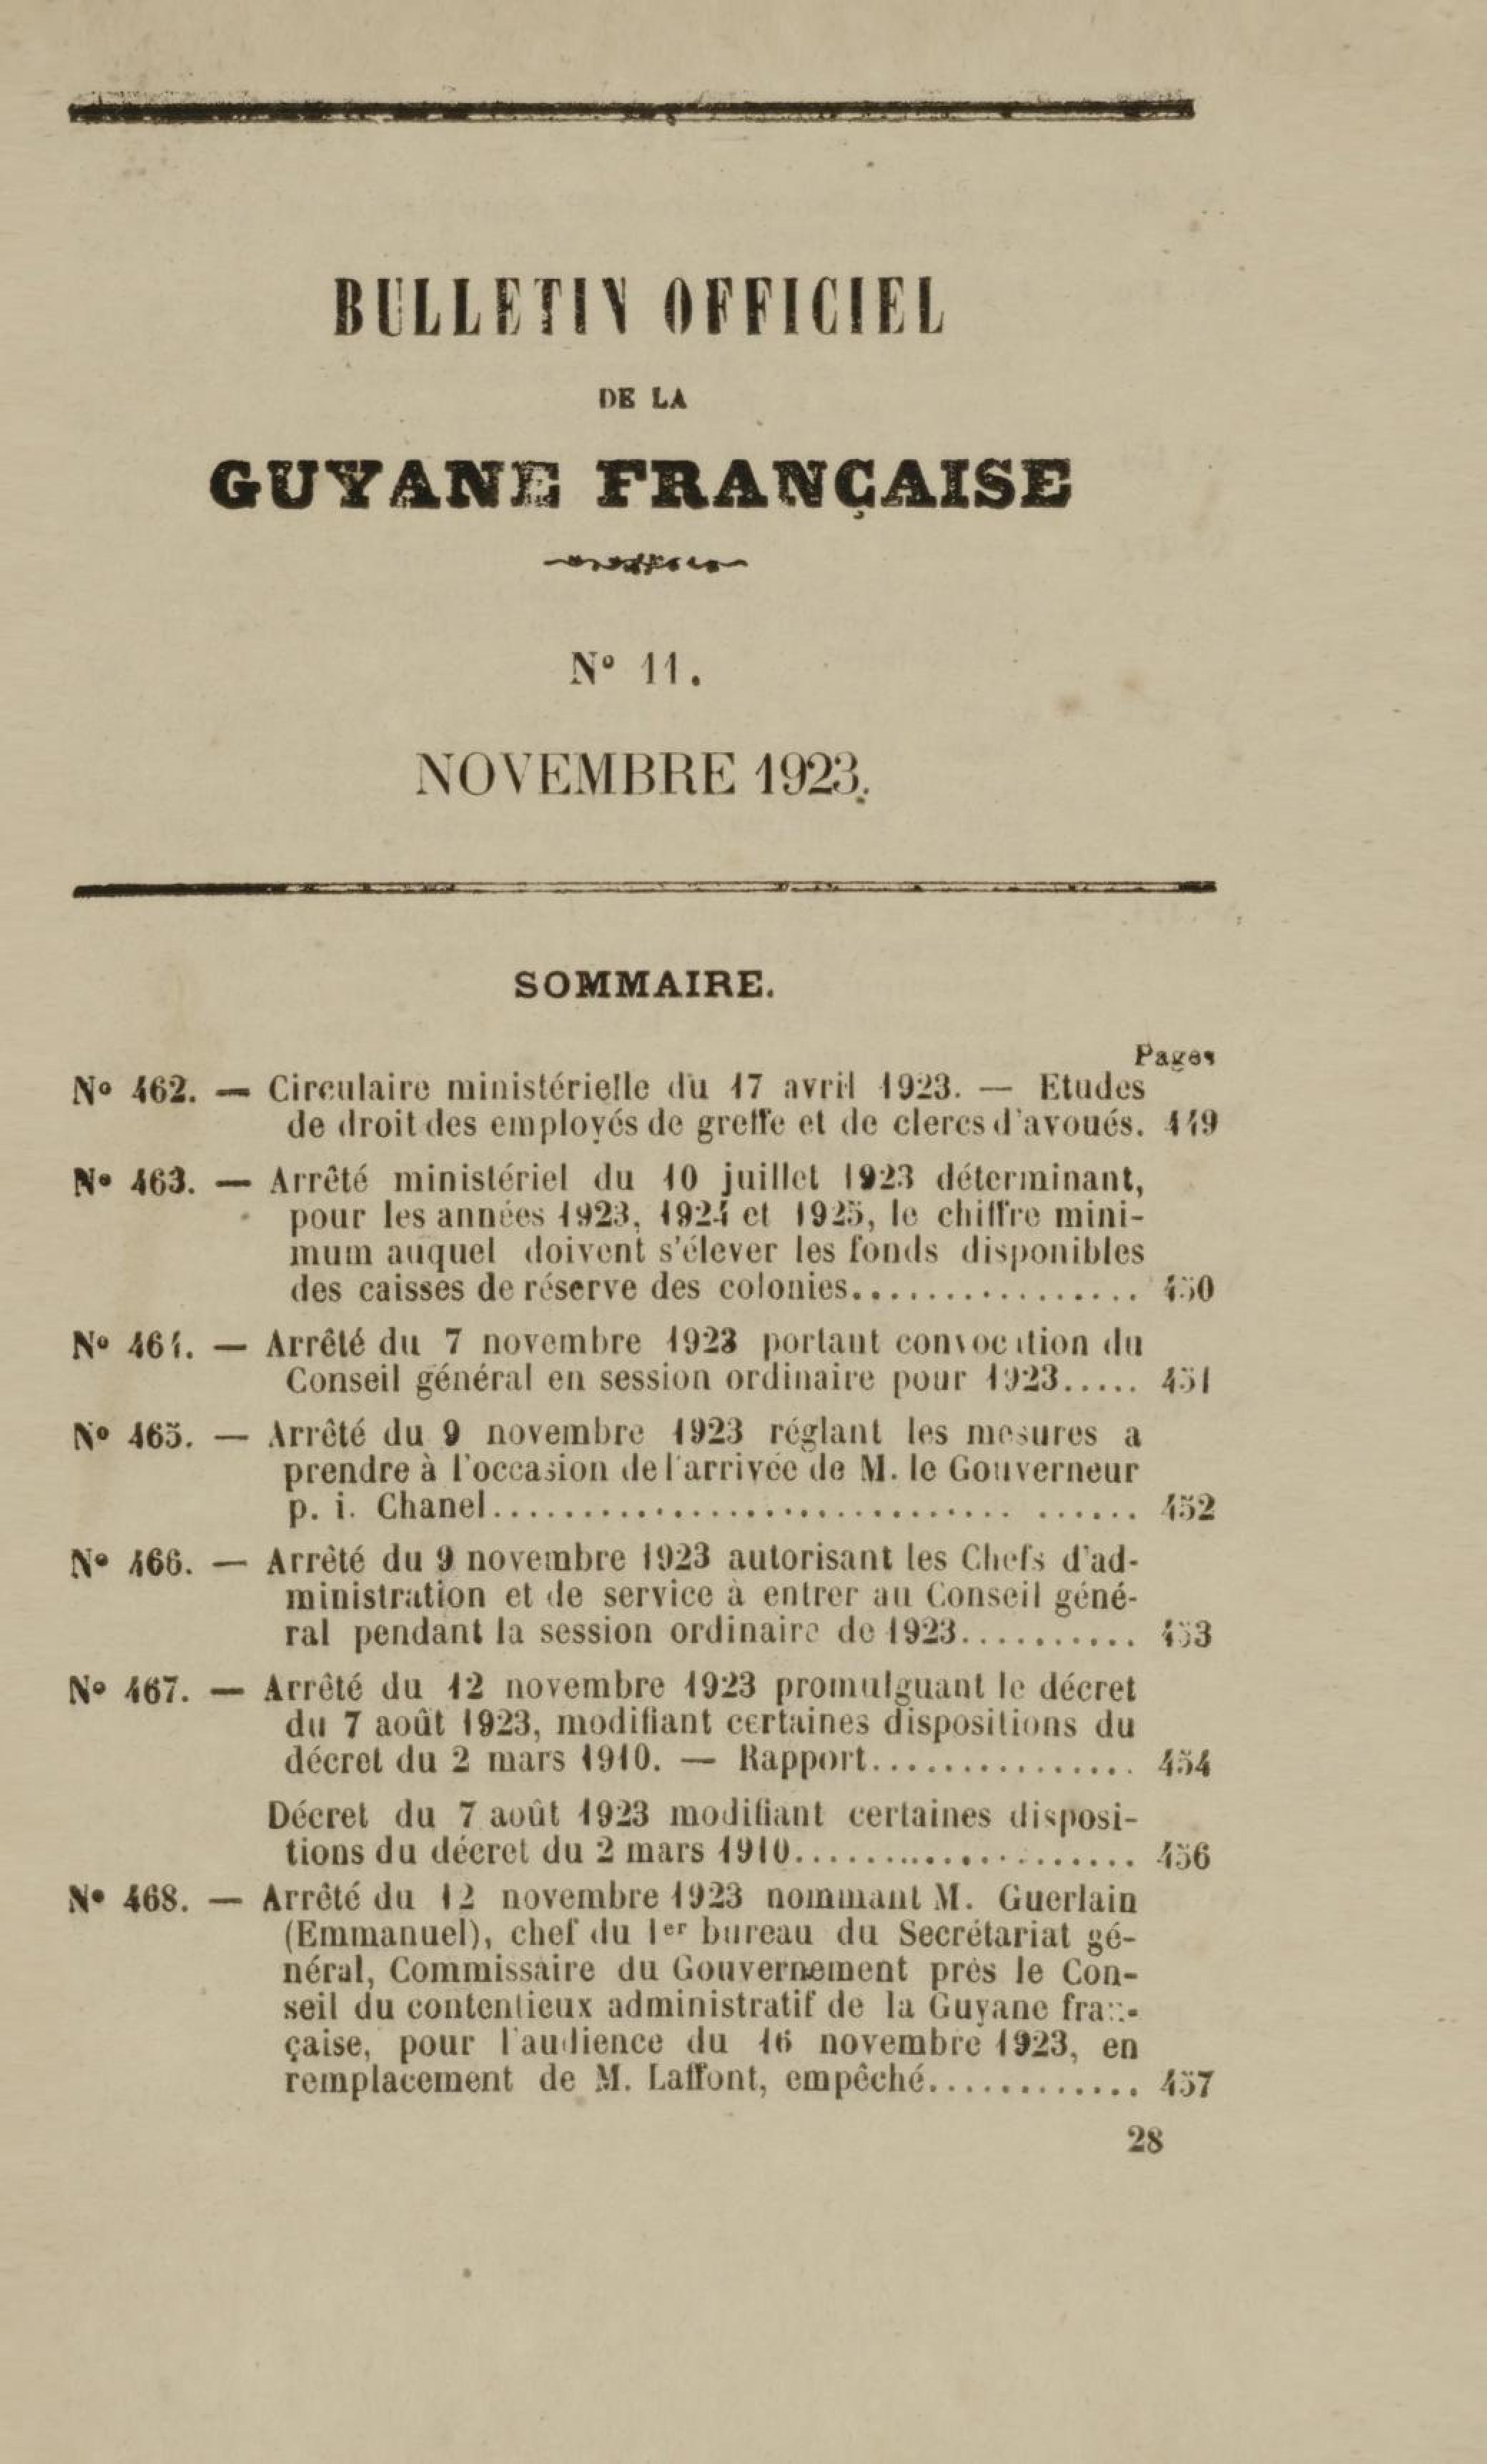 BULLETIN OFFICIEL
DE LA
GUYANE FRANÇAISE
Nº 11.
NOVEMBRE 1923.
SOMMAIRE.
Pages
Nº 462. — Circulaire ministérielle du 17 avril 1923. — Etudes
de droit des employés de greffe et de clercs d'avoués. 449
Nº 463. — Arrêté ministériel du 10 juillet 1923 déterminant,
pour les années 1923, 1924 et 1925, le chiffre mini-
mum auquel doivent s'élever les fonds disponibles
des caisses de réserve des colonies................ 450
Nº 464. — Arrêté du 7 novembre 1923 portant convocation du
Conseil général en session ordinaire pour 1923..... 451
Nº 465. — Arrêté du 9 novembre 1923 réglant les mesures a
prendre à l'occasion de l'arrivée de M. le Gouverneur
p. i. Chanel............................. ...... 452
Nº 466. — Arrêté du 9 novembre 1923 autorisant les Chefs d'ad-
ministration et de service à entrer au Conseil géné-
ral pendant la session ordinaire de 1923.......... 453
Nº 467. — Arrêté du 12 novembre 1923 promulguant le décret
du 7 août 1923, modifiant certaines dispositions du
décret du 2 mars 1910. — Rapport............... 454
Décret du 7 août 1923 modifiant certaines disposi-
tions du décret du 2 mars 1910................... 456
Nº 468. — Arrêté du 12 novembre 1923 nommant M. Guerlain
(Emmanuel), chef du 1er bureau du Secrétariat gé-
néral, Commissaire du Gouvernement près le Con-
seil du contentieux administratif de la Guyane fran-
çaise, pour l'audience du 16 novembre 1923, en
remplacement de M. Laffont, empêché............ 457
28